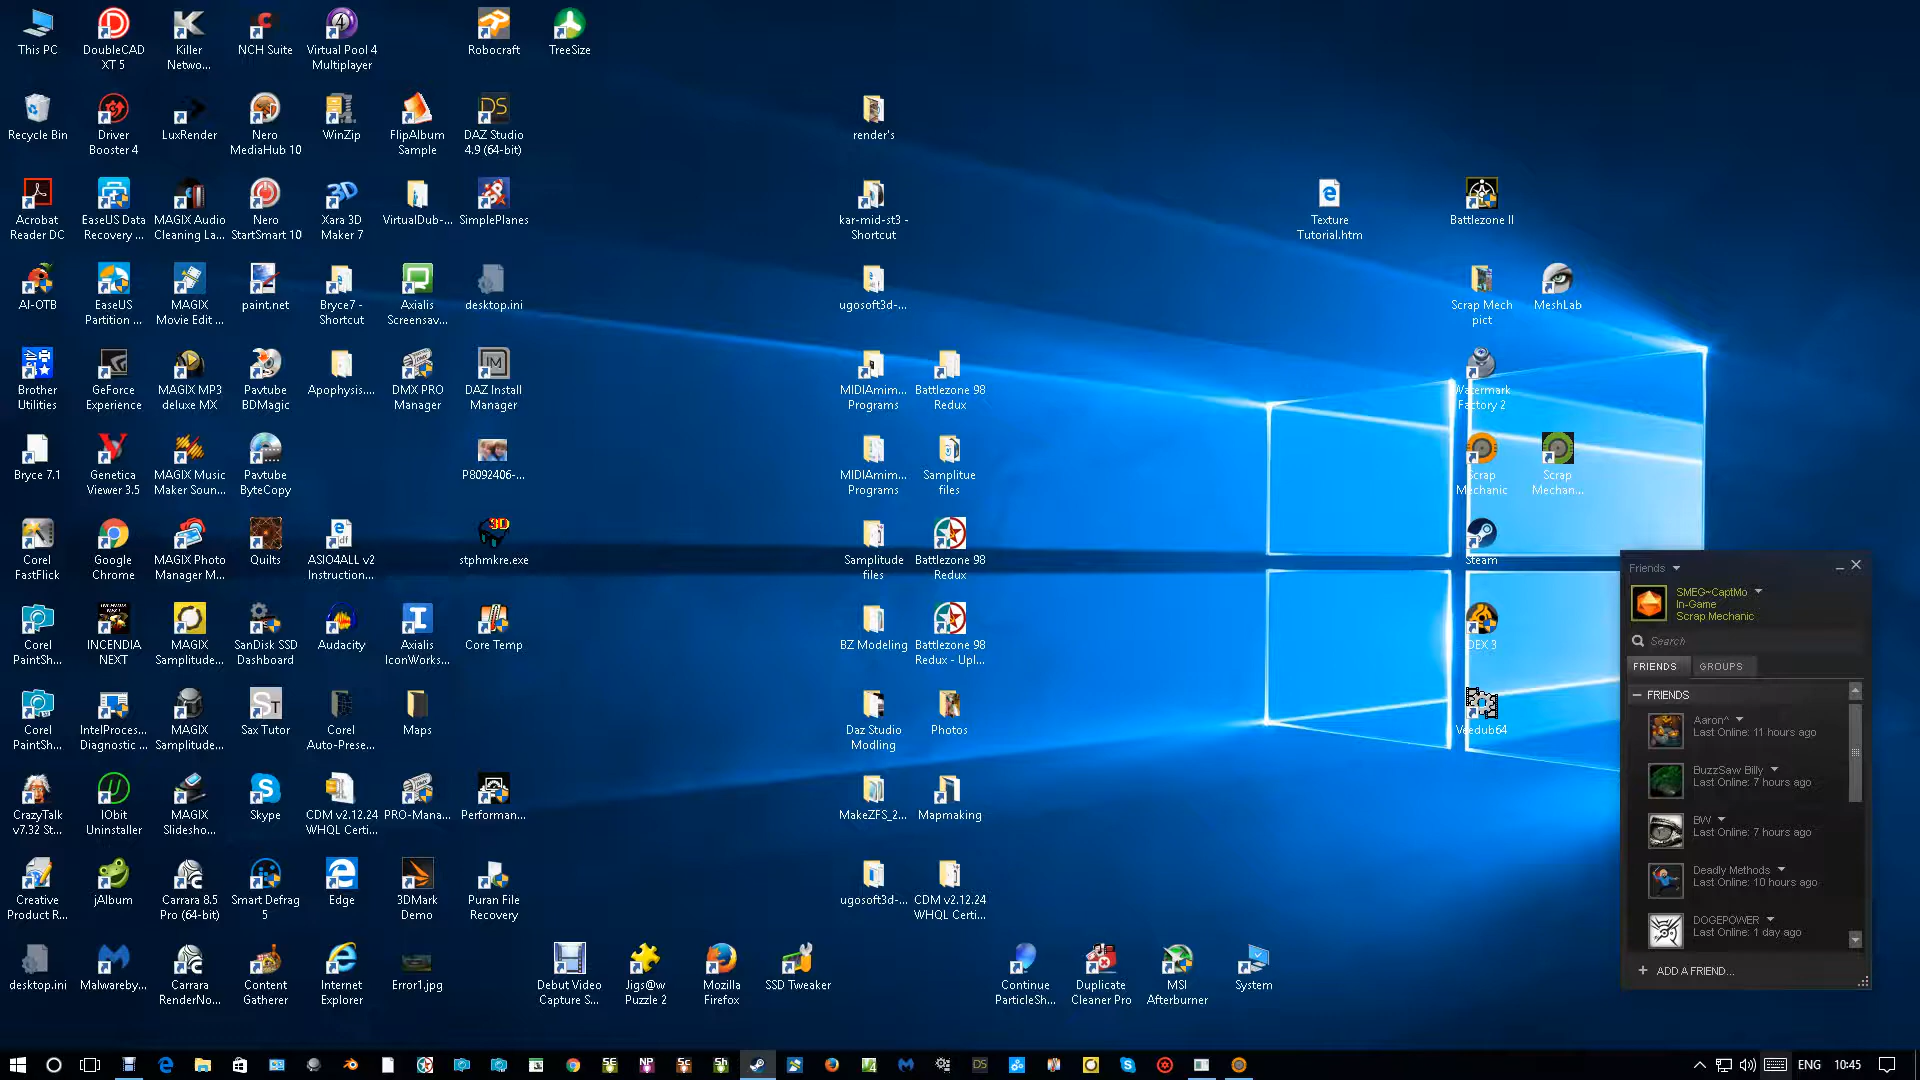 This PC
DoubleCAD
XT 5
Killer
Netwo...
NCH Suite
Virtual Pool 4
Multiplayer
Robocraft
TreeSize
Recycle Bin
Driver
Booster 4
LuxRender
Nero
MediaHub 10
WinZip
FlipAlbum
Sample
DS
DAZ Studio
4.9 (64-bit)
render's
Acrobat
Reader DC
EaseUS Data
Recovery ...
MAGIX Audio
Cleaning La...
Nero
StartSmart 10
3D
Xara 3D
Maker 7
VirtualDub-...
SimplePlanes
kar-mid-st3 -
Shortcut
Texture
Tutorial.htm
Battlezone II
AI-OTB
EaseUS
Partition ...
MAGIX
Movie Edit ...
paint.net
Bryce7 -
Shortcut
Axialis
Screensav...
desktop.ini
ugosoft3d-...
Scrap Mech
pict
MeshLab
Brother
Utilities
GeForce
Experience
MAGIX MP3
deluxe MX
Pavtube
BDMagic
Apophysis....
DMX PRO
Manager
IM
DAZ Install
Manager
MIDIAmim...
Programs
Battlezone 98
Redux
Watermark
Factory 2
Bryce 7.1
Genetica
Viewer 3.5
MAGIX Music
Maker Soun...
Pavtube
ByteCopy
P8092406-...
MIDIAmim...
Programs
Samplitue
files
Scrap
Mechanic
Scrap
Mechan...
Corel
FastFlick
Google
Chrome
MAGIX Photo
Manager M...
Quilts
ASIO4ALL v2
Instruction...
3D
stphmkre.exe
Samplitude
files
Battlezone 98
Redux
Steam
Corel
PaintSh...
INCENDIA
NEXT
MAGIX
Samplitude...
SanDisk SSD
Dashboard
Audacity
Axialis
IconWorks...
Core Temp
BZ Modeling
Battlezone 98
Redux - Upl...
DEX 3
Corel
PaintSh...
IntelProces...
Diagnostic ...
MAGIX
Samplitude...
ST
Sax Tutor
Corel
Auto-Prese...
Maps
Daz Studio
Modling
Photos
Veedub64
CrazyTalk
v7.32 St...
IObit
Uninstaller
MAGIX
Slidesho...
Skype
CDM v2.12.24
WHQL Certi...
PRO-Mana...
Performan...
MakeZFS_2...
Mapmaking
Creative
Product R...
jAlbum
Carrara 8.5
Pro (64-bit)
Smart Defrag
5
Edge
3DMark
Demo
Puran File
Recovery
ugosoft3d-...
CDM v2.12.24
WHQL Certi...
desktop.ini
Malwareby...
Carrara
RenderNo...
Content
Gatherer
Internet
Explorer
Error1.jpg
Debut Video
Capture S...
Jigs@w
Puzzle 2
Mozilla
Firefox
SSD Tweaker
Continue
ParticleSh...
Duplicate
Cleaner Pro
MSI
Afterburner
System
Friends
SMEG~CaptMo
In-Game
Scrap Mechanic
Search
FRIENDS
GROUPS
FRIENDS
Aaron^
Last Online: 11 hours ago
BuzzSaw Billy
Last Online: 7 hours ago
BW
Last Online: 7 hours ago
Deadly Methods
Last Online: 10 hours ago
DOGEPOWER
Last Online: 1 day ago
+ ADD A FRIEND...
SE
NP
Sc
Sh
DS
ENG
10:45